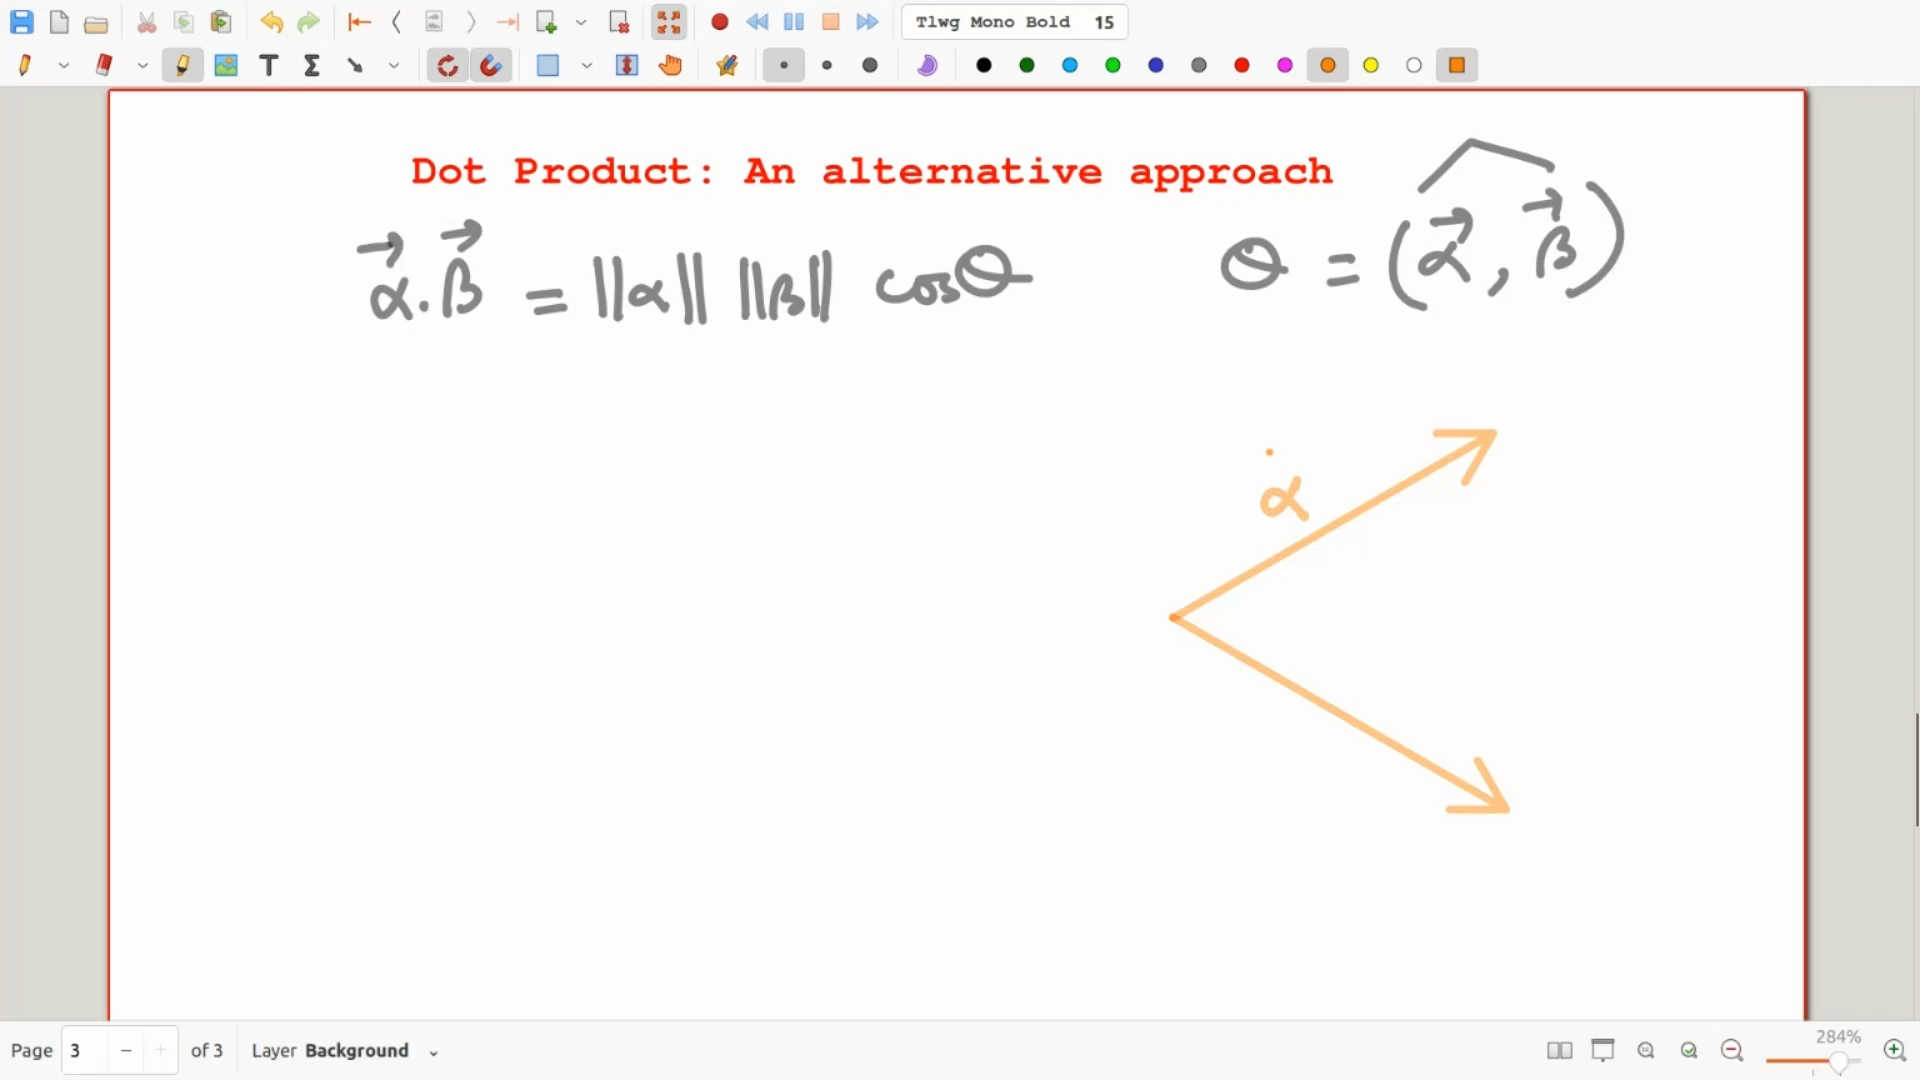 Tlwg Mono Bold 15
Dot Product: An alternative approach
α⃗.β⃗ = ||α|| ||β|| cosθ
θ = (α⃗, β⃗)
α
Page 3 of 3 Layer Background
284%